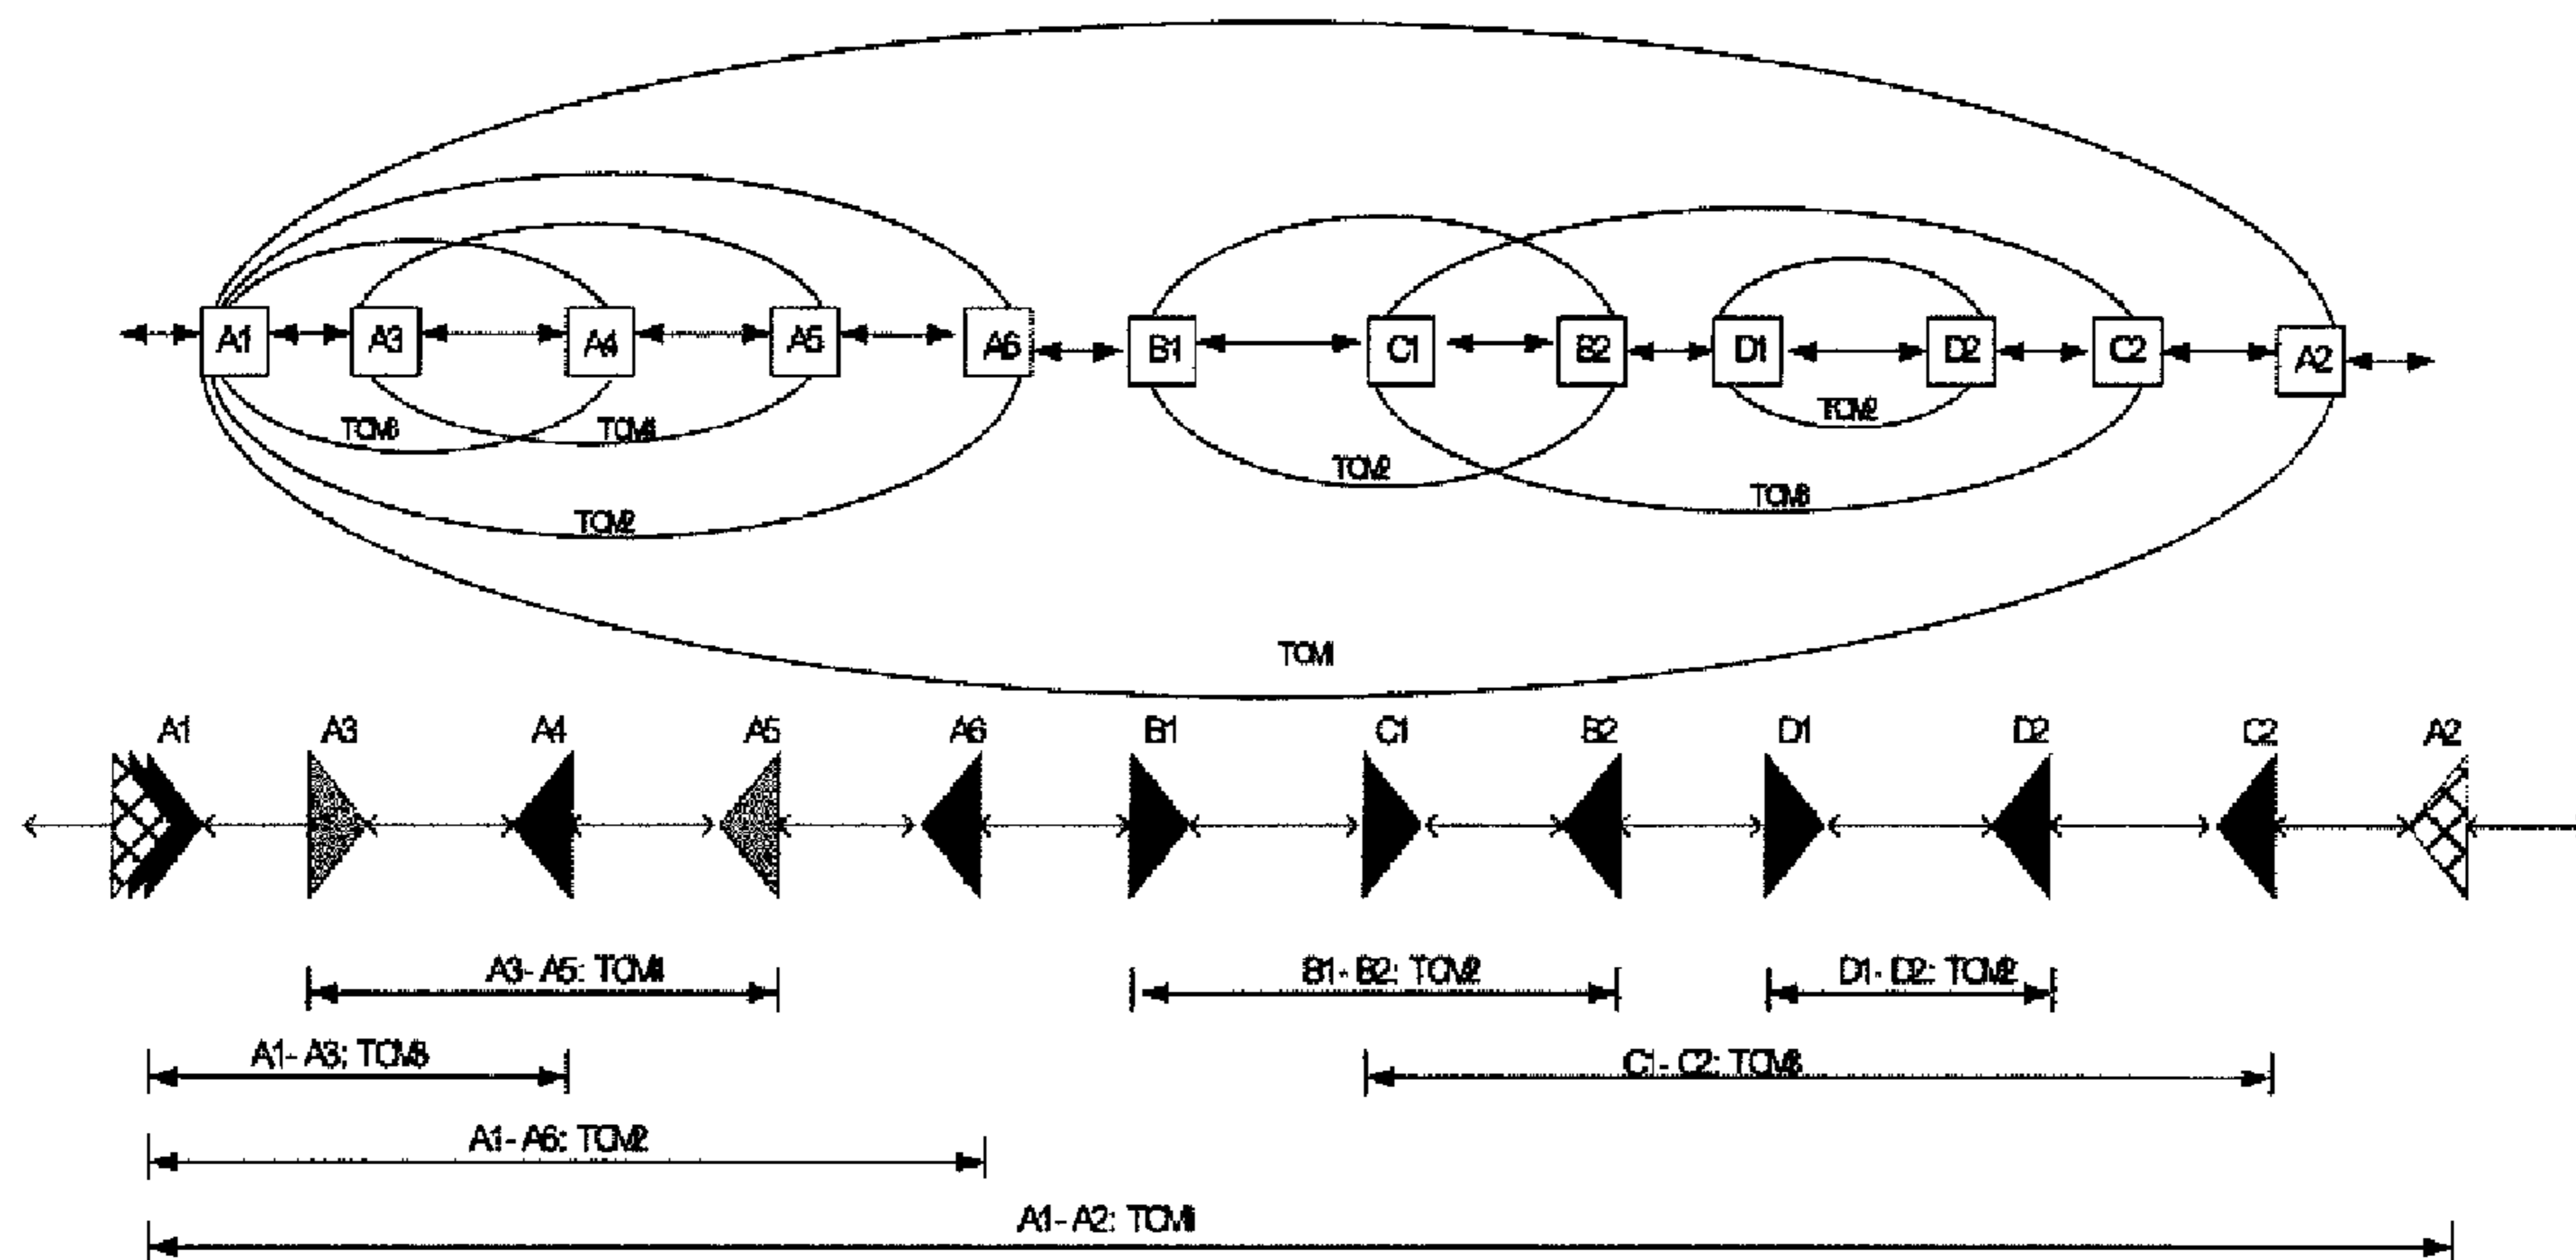 A1 A3 A4 A5 A6 B1 C1 B2 D1 D2 C2 A2
TCM3 TCM4 TCM2
TCM2 TCM3
TCM2
TCM1
A1 A3 A4 A5 A6 B1 C1 B2 D1 D2 C2 A2
A3- A5: TCM4 B1- B2: TCM2 D1- D2: TCM2
A1- A3: TCM3 C1- C2: TCM3
A1- A6: TCM2
A1- A2: TCM1